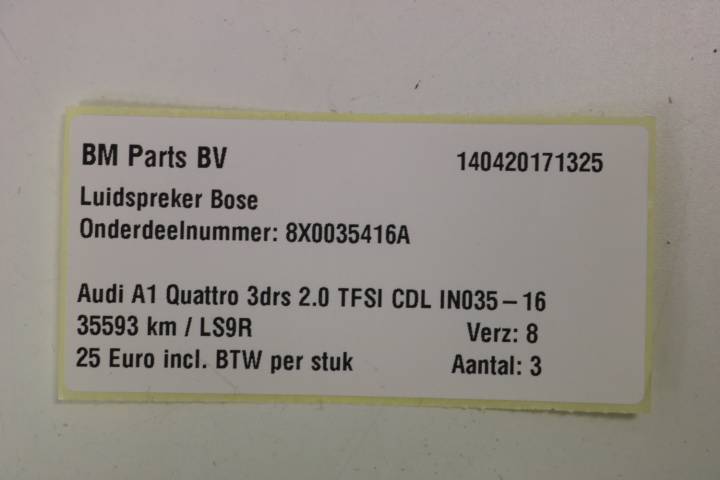 BM Parts BV 140420171325
Luidspreker Bose
Onderdeelnummer: 8X0035416A
Audi A1 Quattro 3drs 2.0 TFSI CDL IN035-16
35593 km / LS9R Verz: 8
25 Euro incl. BTW per stuk Aantal: 3